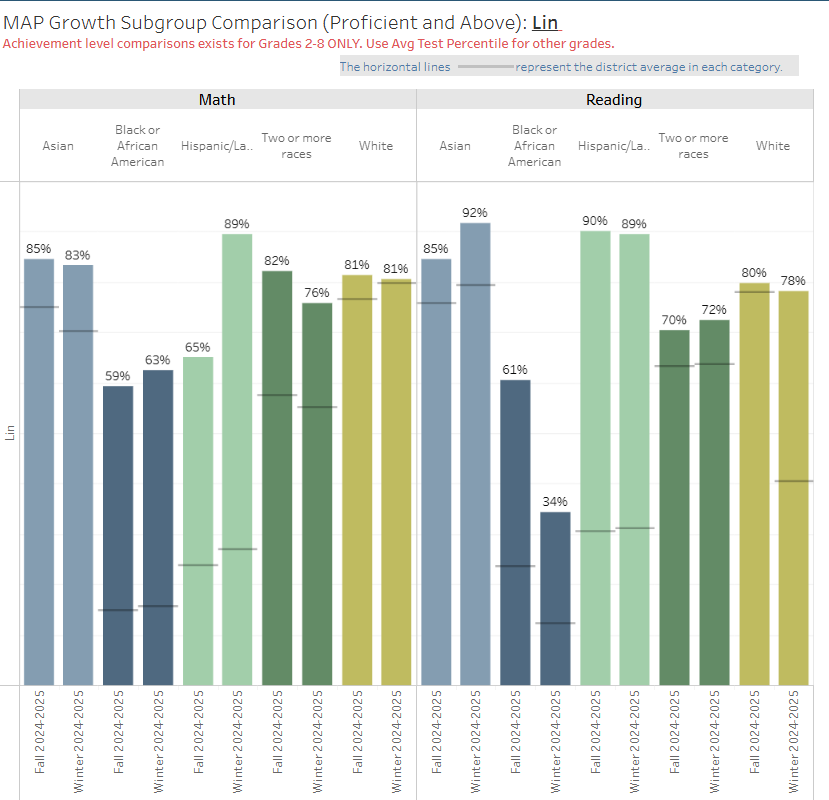 MAP Growth Subgroup Comparison (Proficient and Above): Lin
Achievement level comparisons exists for Grades 2-8 ONLY. Use Avg Test Percentile for other grades.
The horizontal lines represent the district average in each category.
Math
Reading
Asian
Black or
African
American
Hispanic/La..
Two or more
races
White
Asian
Black or
African
American
Hispanic/La..
Two or more
races
White
Lin
85%
83%
59%
63%
65%
89%
82%
76%
81%
81%
85%
92%
61%
34%
90%
89%
70%
72%
80%
78%
Fall 2024-2025
Winter 2024-2025
Fall 2024-2025
Winter 2024-2025
Fall 2024-2025
Winter 2024-2025
Fall 2024-2025
Winter 2024-2025
Fall 2024-2025
Winter 2024-2025
Fall 2024-2025
Winter 2024-2025
Fall 2024-2025
Winter 2024-2025
Fall 2024-2025
Winter 2024-2025
Fall 2024-2025
Winter 2024-2025
Fall 2024-2025
Winter 2024-2025